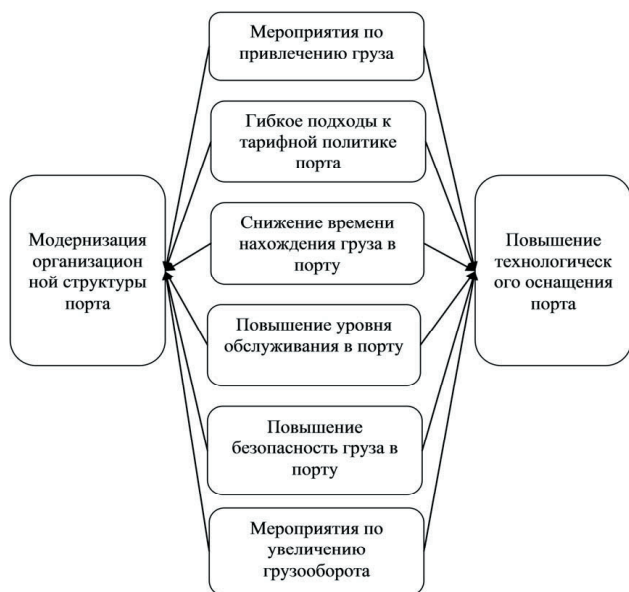 Мероприятия по
привлечению груза
Гибкое подходы к
тарифной политике
порта
Снижение времени
нахождения груза в
порту
Модернизация
организацион
ной структуры
порта
Повышение
технологическ
ого оснащения
порта
Повышение уровня
обслуживания в порту
Повышение
безопасность груза в
порту
Мероприятия по
увеличению
грузооборота